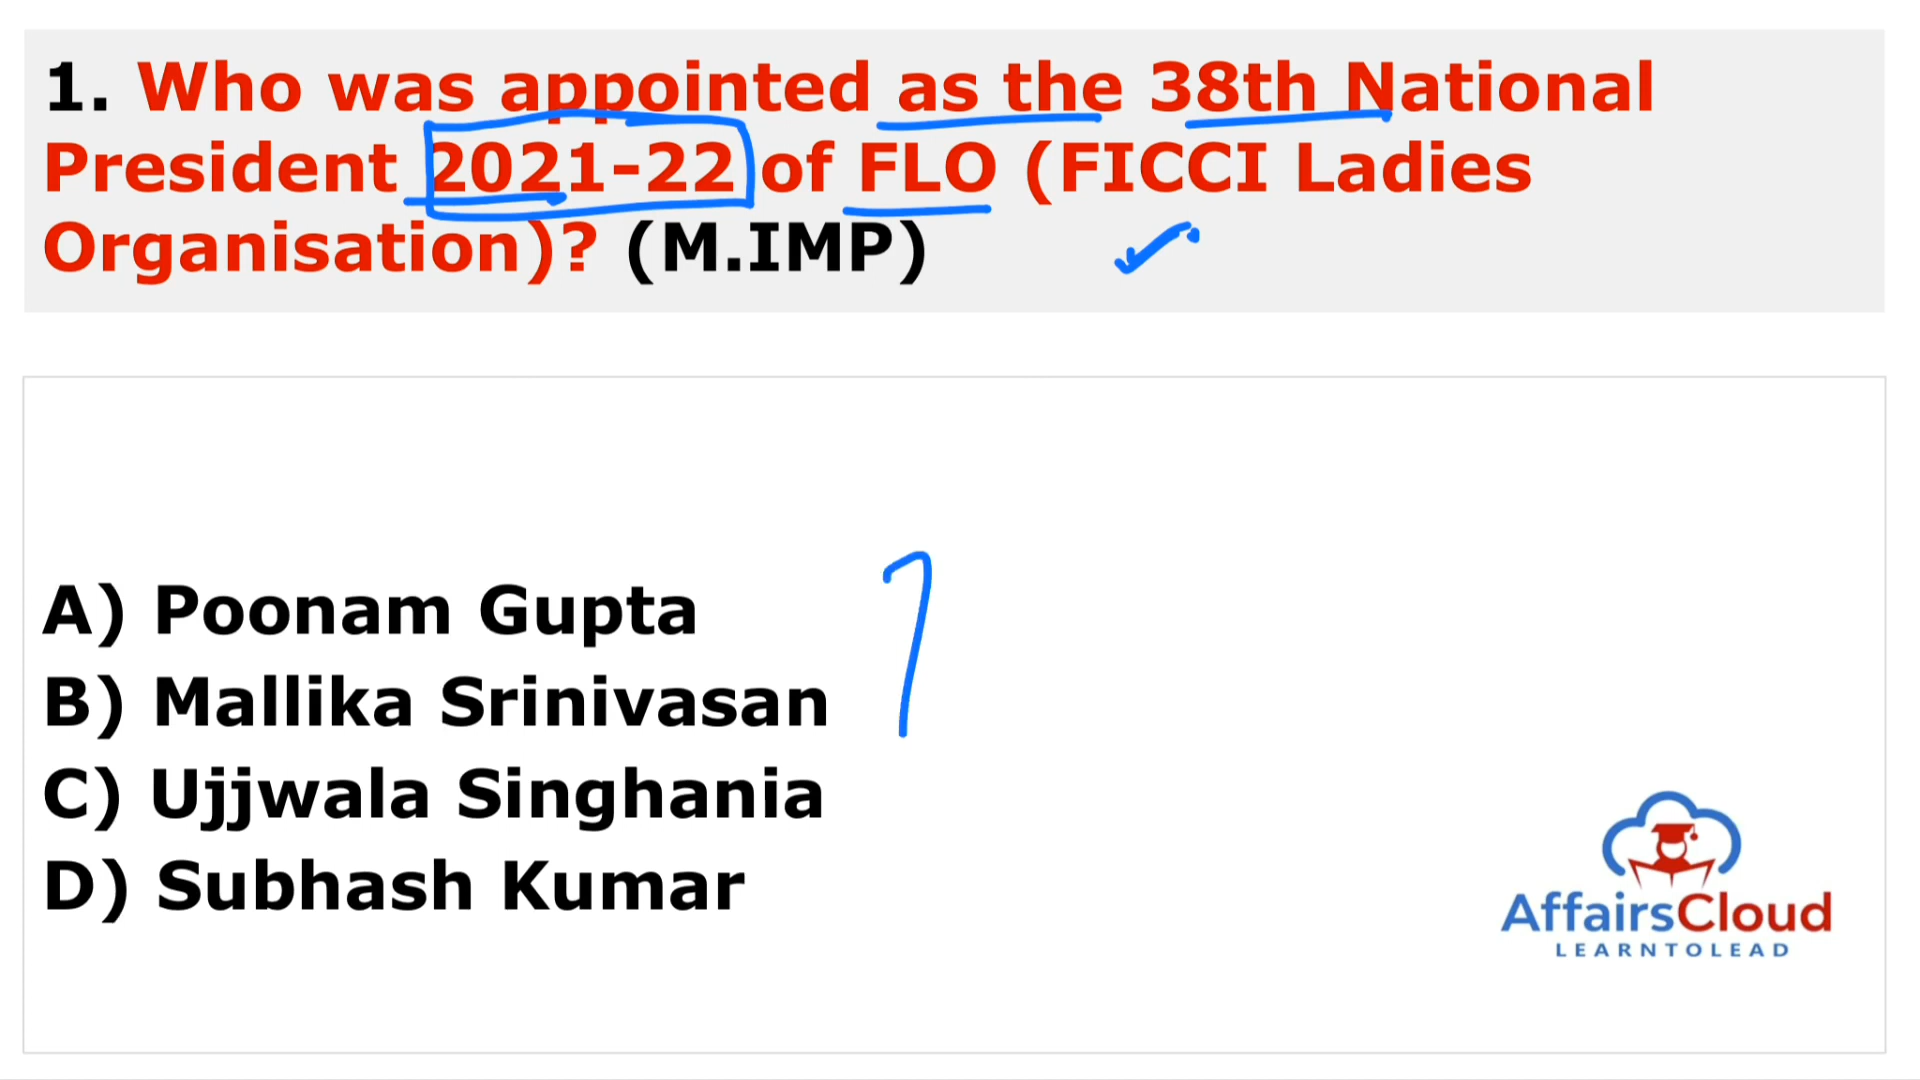 1. Who was appointed as the 38th National
President 2021-22 of FLO (FICCI Ladies
Organisation)? (M.IMP)
A) Poonam Gupta
B) Mallika Srinivasan
C) Ujjwala Singhania
D) Subhash Kumar
AffairsCloud
LEARNTOLEAD